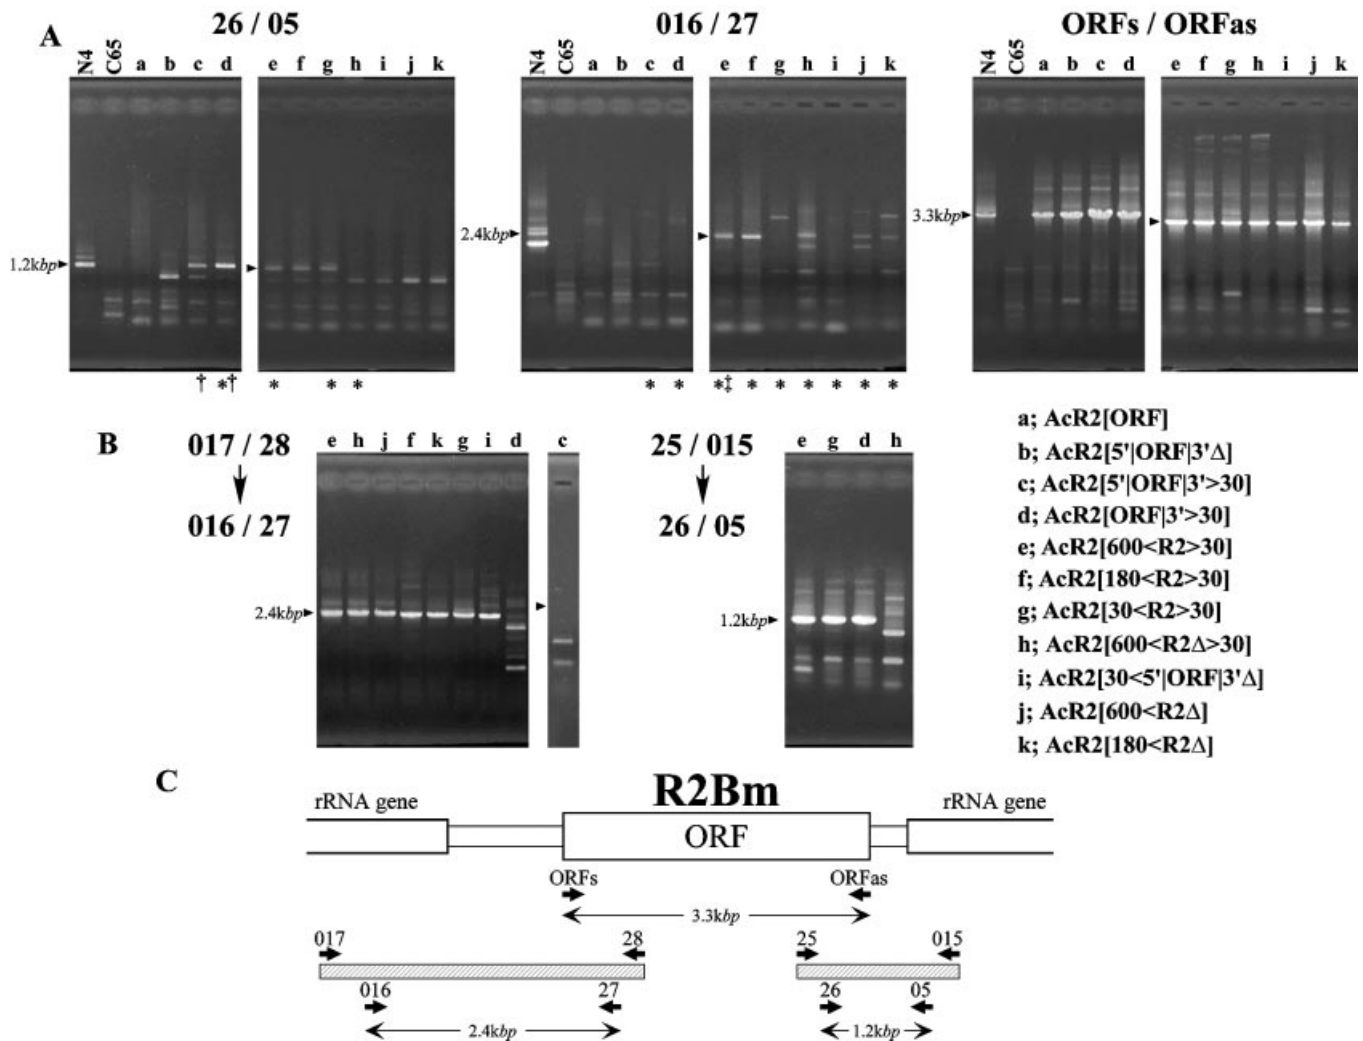 A
26 / 05
016 / 27
ORFs / ORFas
N4 C65 a b c d e f g h i j k
N4 C65 a b c d e f g h i j k
N4 C65 a b c d e f g h i j k
1.2kbp
2.4kbp
3.3kbp
† *† * * *
* * *‡ * * * * * *
B
017 / 28
016 / 27
e h j f k g i d
c
2.4kbp
25 / 015
26 / 05
e g d h
1.2kbp
a; AcR2[ORF]
b; AcR2[5'|ORF|3'Δ]
c; AcR2[5'|ORF|3'>30]
d; AcR2[ORF|3'>30]
e; AcR2[600<R2>30]
f; AcR2[180<R2>30]
g; AcR2[30<R2>30]
h; AcR2[600<R2Δ>30]
i; AcR2[30<5'|ORF|3'Δ]
j; AcR2[600<R2Δ]
k; AcR2[180<R2Δ]
C
R2Bm
rRNA gene
rRNA gene
ORF
ORFs
ORFas
3.3kbp
017
28
25
015
016
27
26
05
2.4kbp
1.2kbp